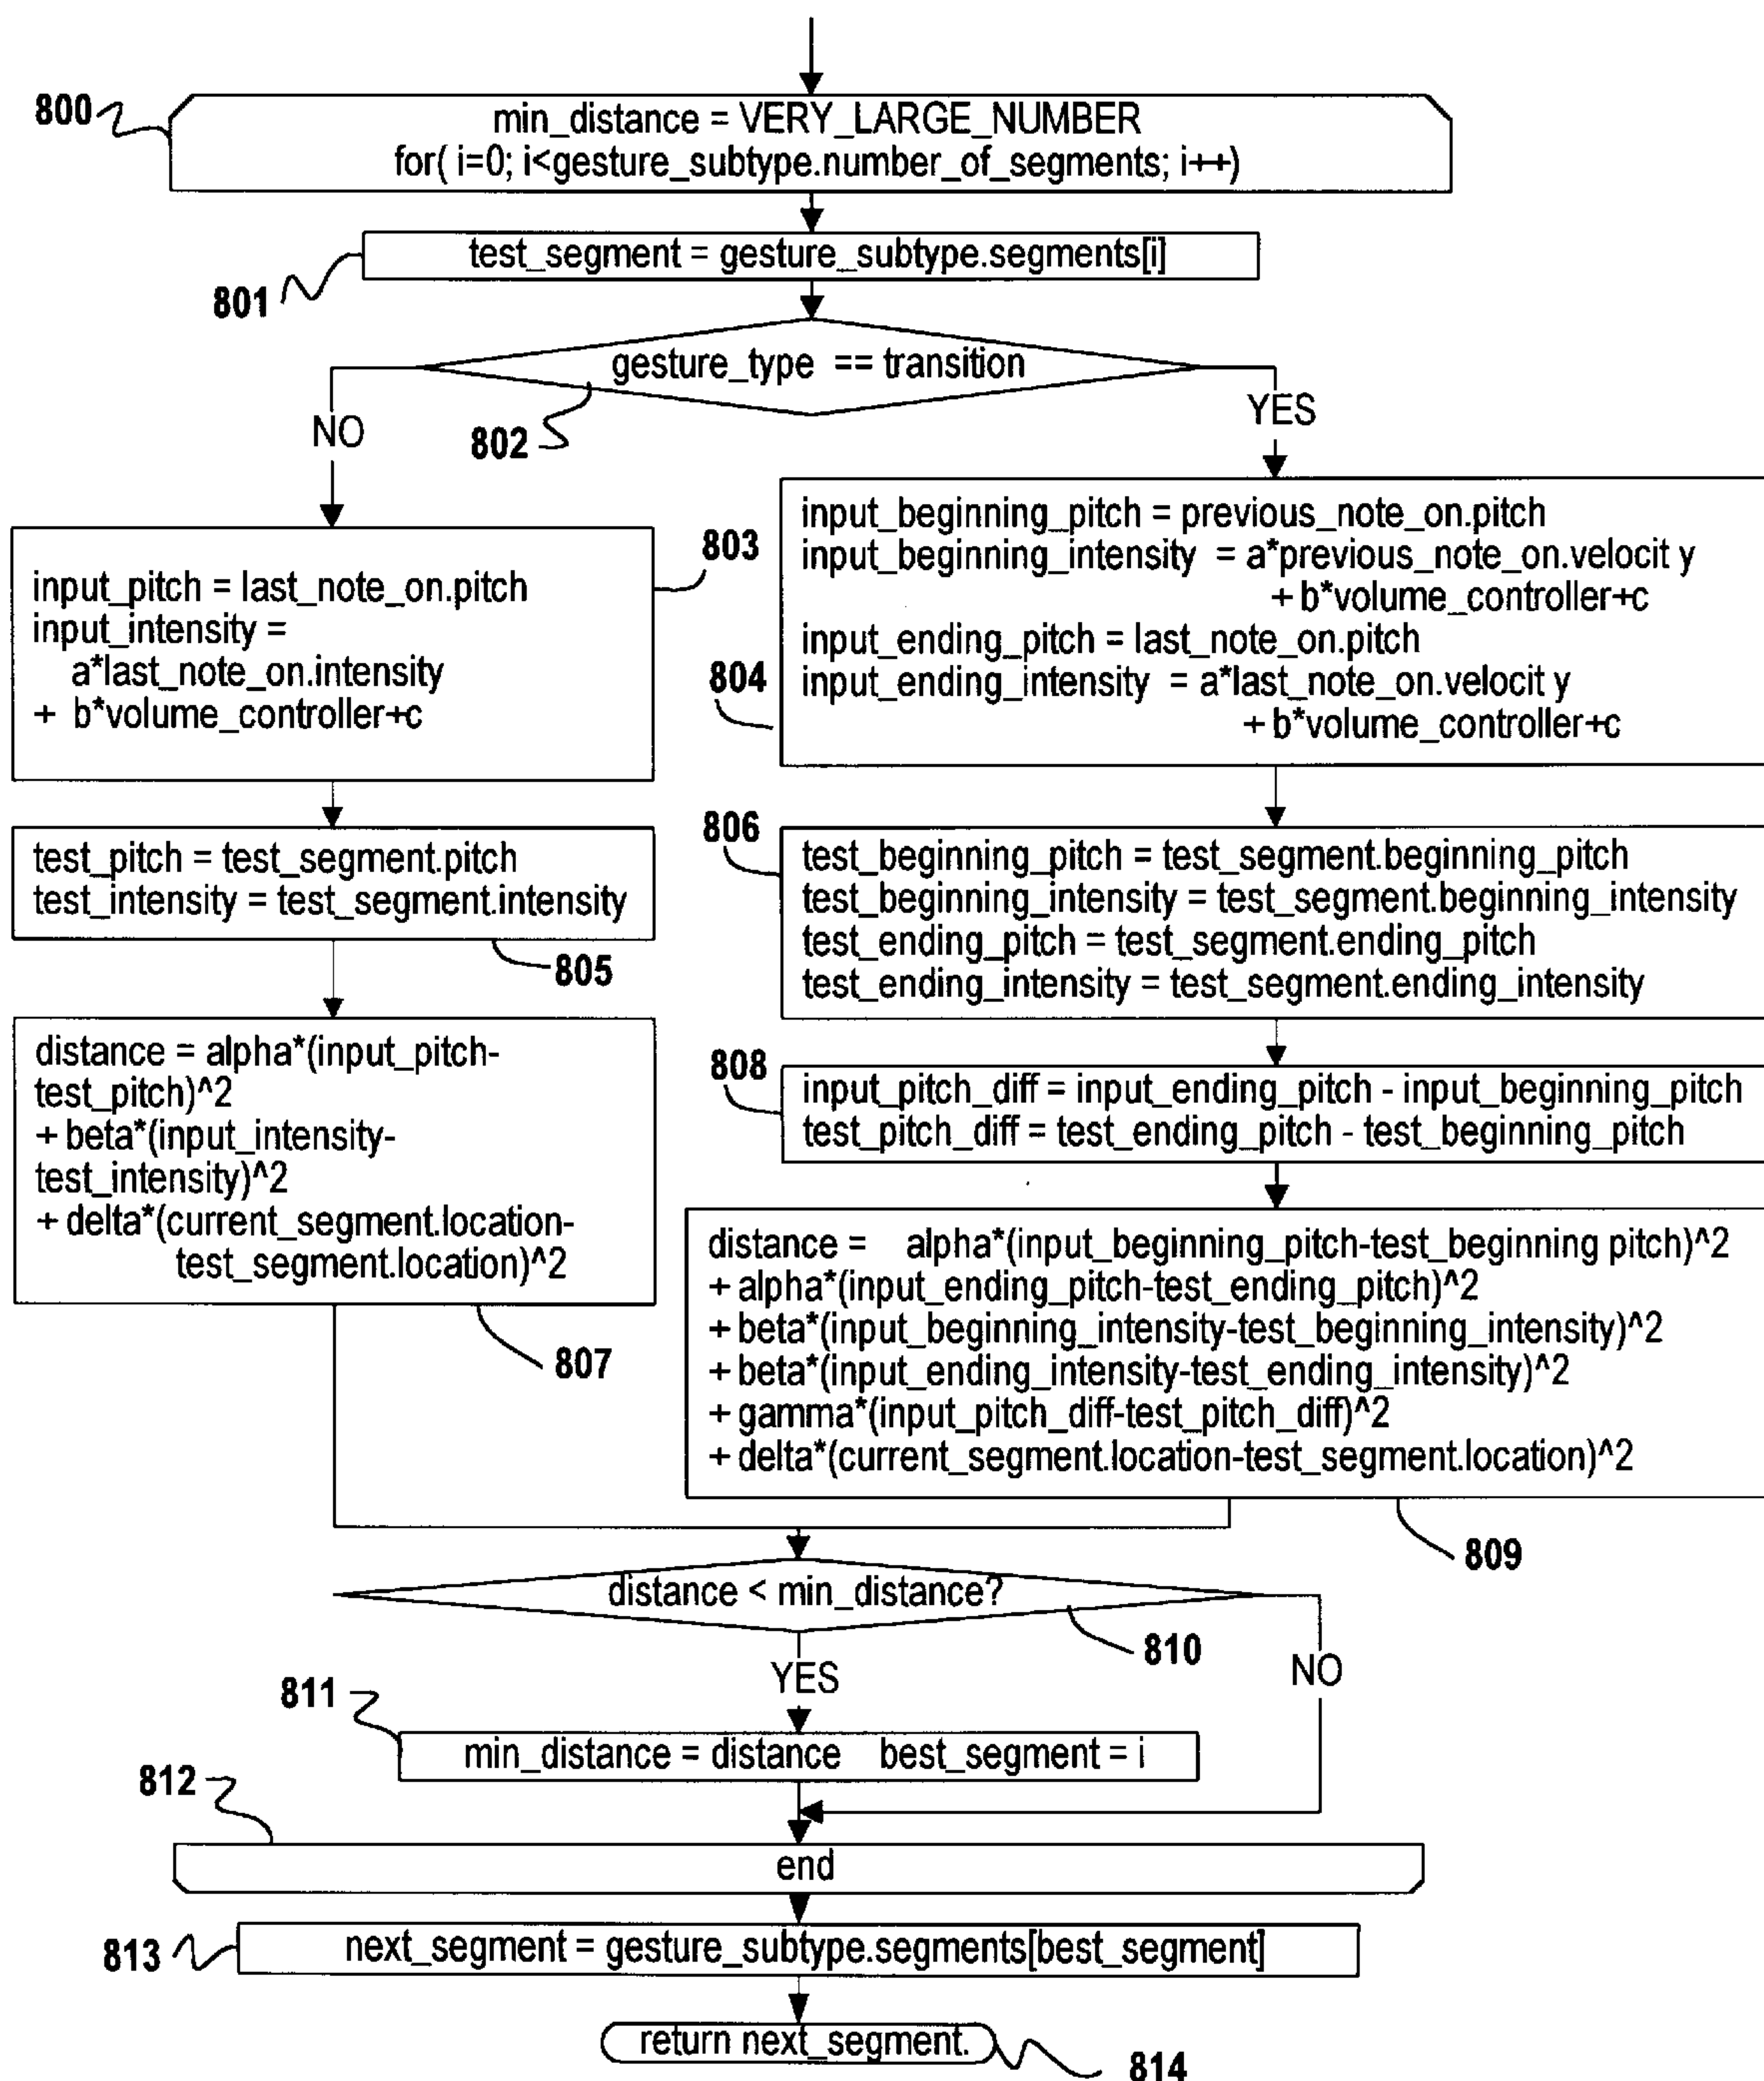 800
min_distance = VERY_LARGE_NUMBER
for( i=0; i<gesture_subtype.number_of_segments; i++)
test_segment = gesture_subtype.segments[i]
801
gesture_type == transition
802
NO
YES
803
input_pitch = last_note_on.pitch
input_intensity =
a*last_note_on.intensity
+ b*volume_controller+c
804
input_beginning_pitch = previous_note_on.pitch
input_beginning_intensity = a*previous_note_on.velocit y
+ b*volume_controller+c
input_ending_pitch = last_note_on.pitch
input_ending_intensity = a*last_note_on.velocit y
+ b*volume_controller+c
test_pitch = test_segment.pitch
test_intensity = test_segment.intensity
805
806
test_beginning_pitch = test_segment.beginning_pitch
test_beginning_intensity = test_segment.beginning_intensity
test_ending_pitch = test_segment.ending_pitch
test_ending_intensity = test_segment.ending_intensity
distance = alpha*(input_pitch-
test_pitch)^2
+ beta*(input_intensity-
test_intensity)^2
+ delta*(current_segment.location-
test_segment.location)^2
807
808
input_pitch_diff = input_ending_pitch - input_beginning_pitch
test_pitch_diff = test_ending_pitch - test_beginning_pitch
distance = alpha*(input_beginning_pitch-test_beginning pitch)^2
+ alpha*(input_ending_pitch-test_ending_pitch)^2
+ beta*(input_beginning_intensity-test_beginning_intensity)^2
+ beta*(input_ending_intensity-test_ending_intensity)^2
+ gamma*(input_pitch_diff-test_pitch_diff)^2
+ delta*(current_segment.location-test_segment.location)^2
809
distance < min_distance?
810
YES
NO
811
min_distance = distance best_segment = i
812
end
813
next_segment = gesture_subtype.segments[best_segment]
return next_segment.
814